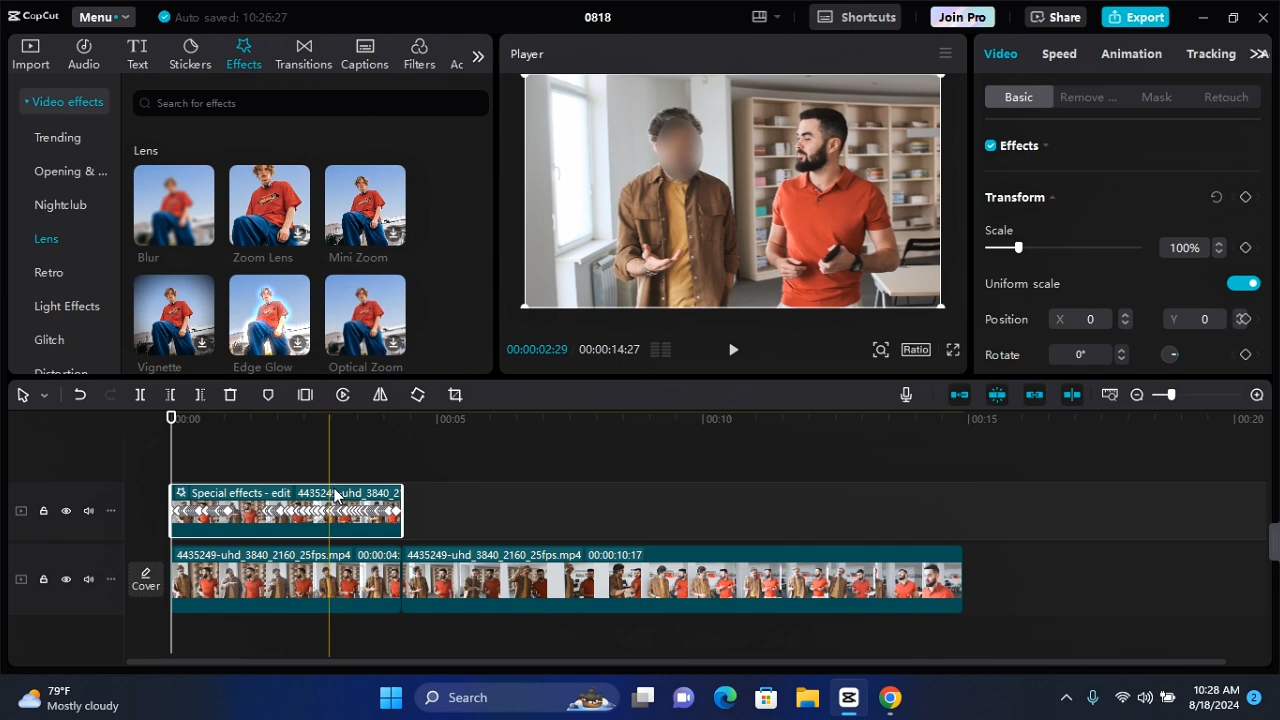 CapCut
Menu
Auto saved: 10:26:27
0818
Shortcuts
Join Pro
Share
Export
Import
Audio
Text
Stickers
Effects
Transitions
Captions
Filters
Ac
Video effects
Trending
Opening & ...
Nightclub
Lens
Retro
Light Effects
Glitch
Distortion
Search for effects
Lens
Blur
Zoom Lens
Mini Zoom
Vignette
Edge Glow
Optical Zoom
Player
00:00:02:29
00:00:14:27
Ratio
Video
Speed
Animation
Tracking
A
Basic
Remove ...
Mask
Retouch
Effects
Transform
Scale
100%
Uniform scale
Position
X 0
Y 0
Rotate
0°
00:00
00:05
00:10
00:15
00:20
Special effects - edit 443524 -uhd_3840_2
4435249-uhd_3840_2160_25fps.mp4 00:00:04:
4435249-uhd_3840_2160_25fps.mp4 00:00:10:17
Cover
79°F
Mostly cloudy
Search
10:28 AM
8/18/2024
2